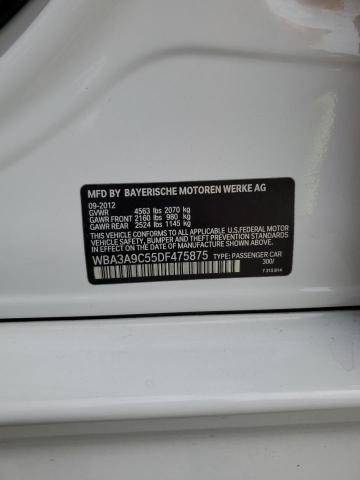 MFD BY BAYERISCHE MOTOREN WERKE AG
09-2012
GVWR 4563 lbs 2070 kg
GAWR FRONT 2160 lbs 980 kg
GAWR REAR 2524 lbs 1145 kg
THIS VEHICLE CONFORMS TO ALL APPLICABLE
U.S.FEDERAL MOTOR
VEHICLE SAFETY, BUMPER, AND THEFT PREVENTION
STANDARDS IN EFFECT ON THE DATE OF
MANUFACTURE SHOWN ABOVE.
WBA3A9C55DF475875 TYPE: PASSENGER CAR
300/